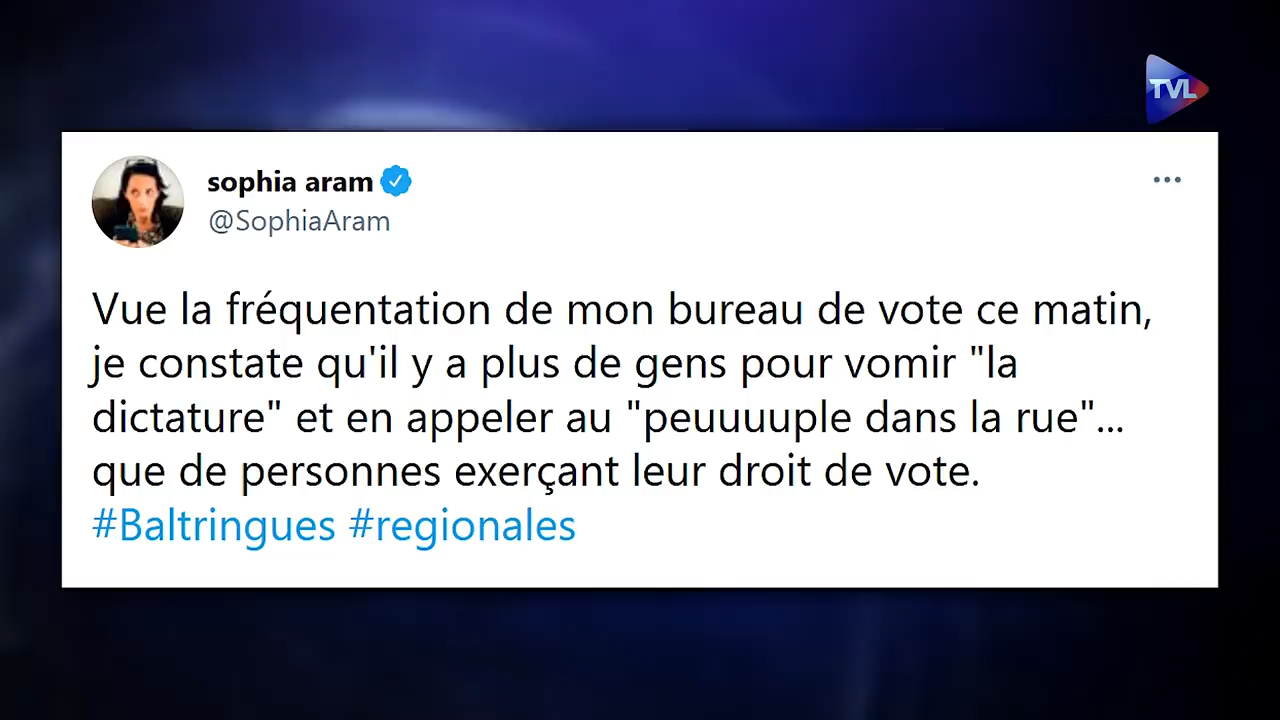 TVL
sophia aram
@SophiaAram
Vue la fréquentation de mon bureau de vote ce matin,
je constate qu'il y a plus de gens pour vomir "la
dictature" et en appeler au "peuuuuple dans la rue"...
que de personnes exerçant leur droit de vote.
#Baltringues #regionales